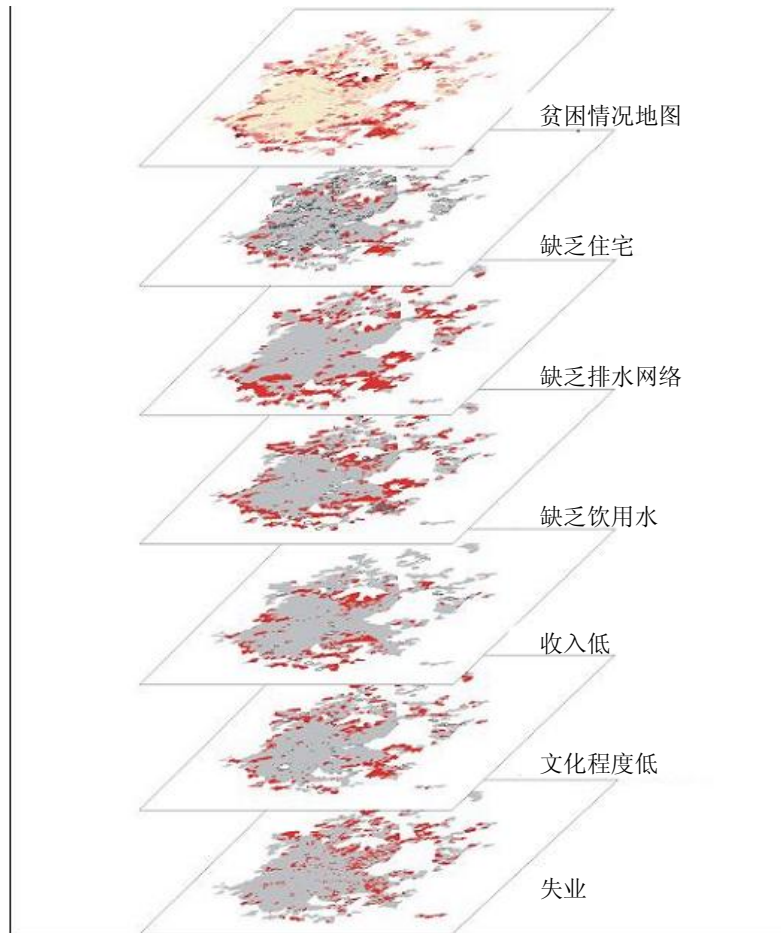 贫困情况地图
缺乏住宅
缺乏排水网络
缺乏饮用水
收入低
文化程度低
失业